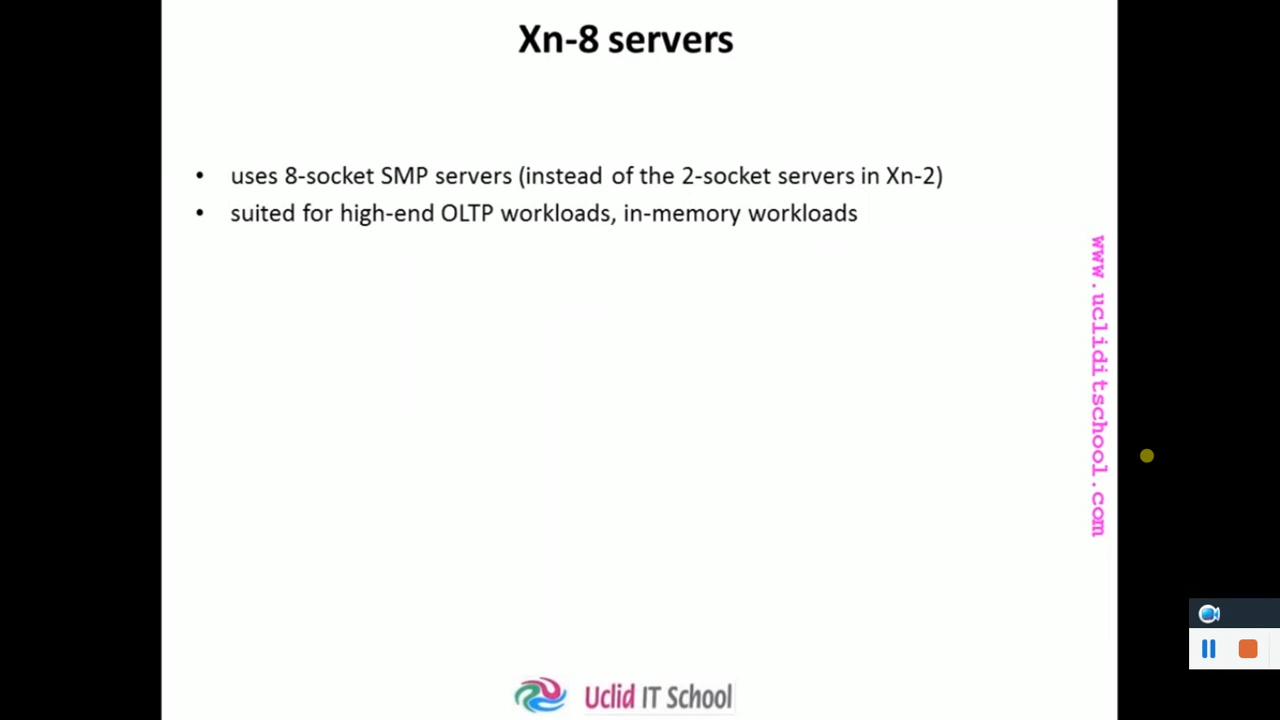 Xn-8 servers
• uses 8-socket SMP servers (instead of the 2-socket servers in Xn-2)
• suited for high-end OLTP workloads, in-memory workloads
www.ucliditschool.com
Uclid IT School